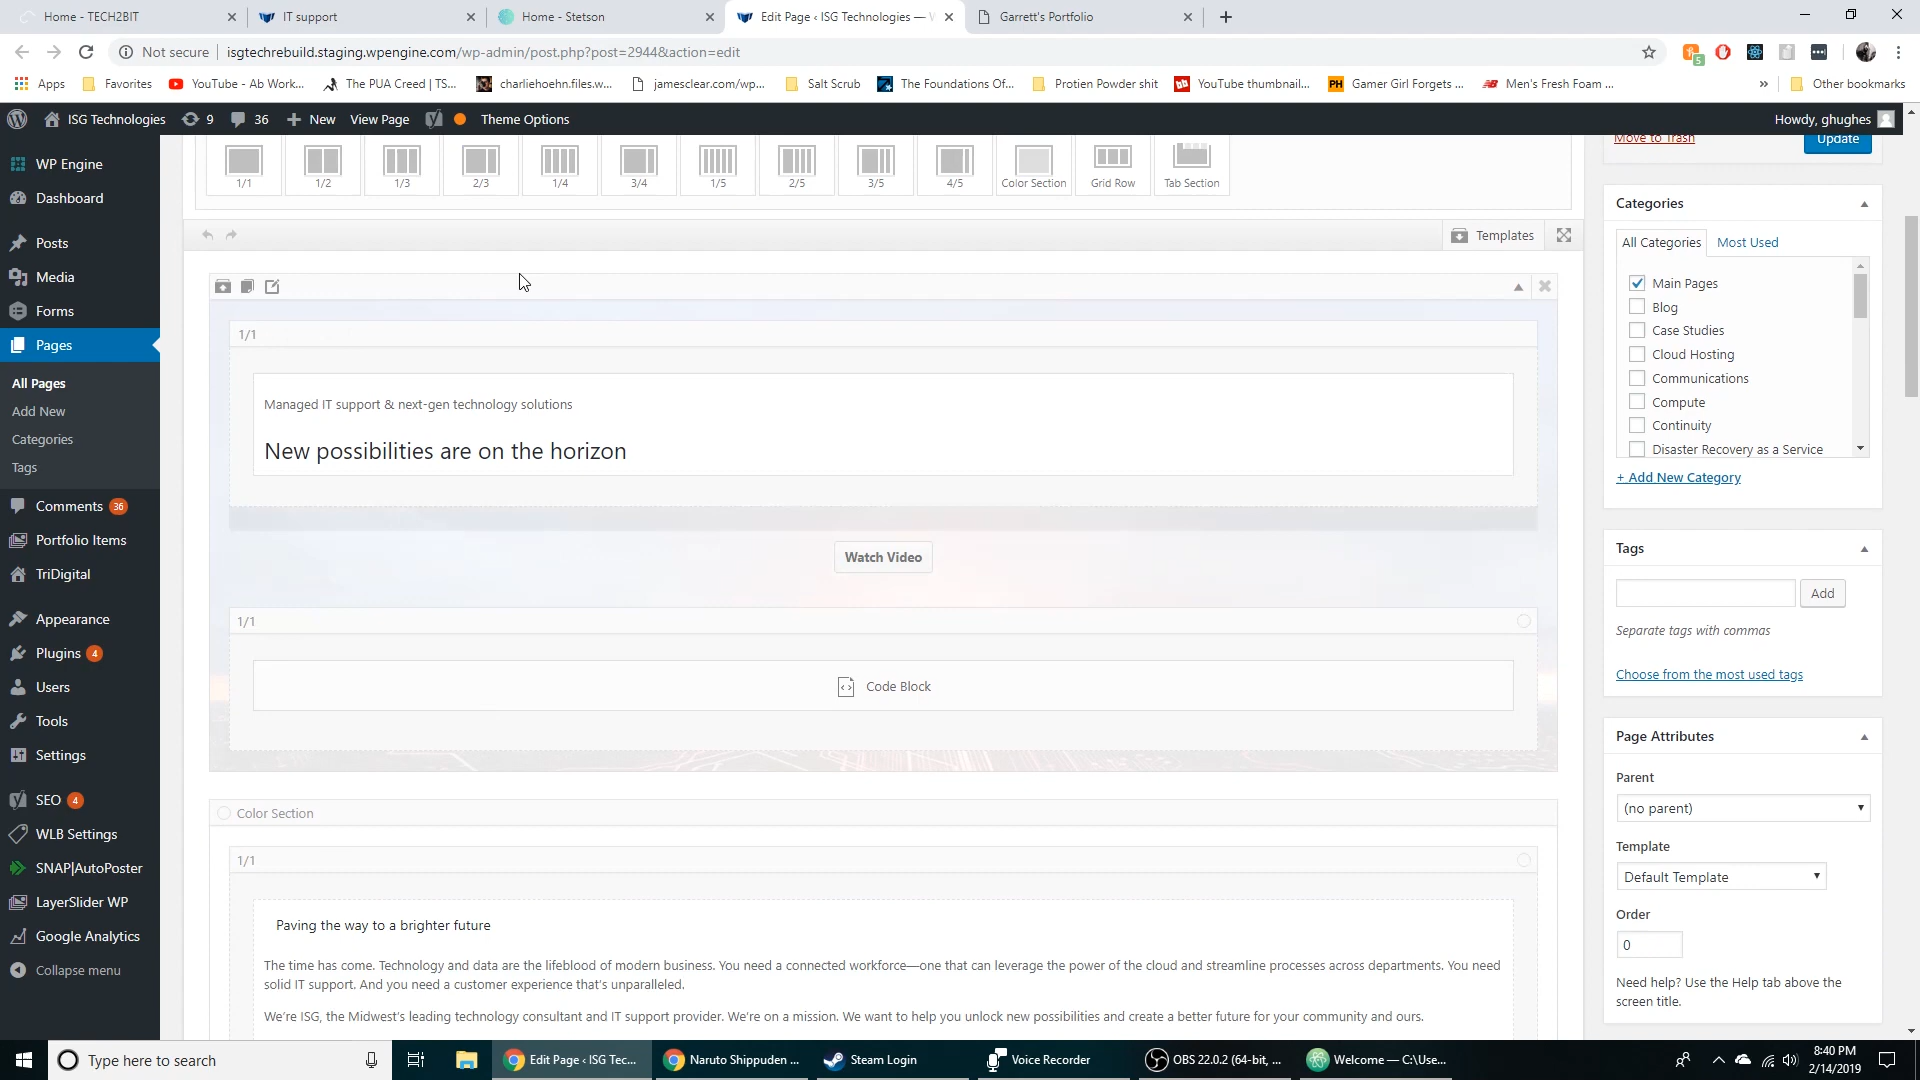 Home - TECH2BIT
IT support
Home - Stetson
Edit Page ‹ ISG Technologies — W
Garrett's Portfolio
Not secure
isgtechrebuild.staging.wpengine.com/wp-admin/post.php?post=2944&action=edit
5
Apps
Favorites
YouTube - Ab Work...
The PUA Creed | TS...
charliehoehn.files.w...
jamesclear.com/wp...
Salt Scrub
The Foundations Of...
Protien Powder shit
YouTube thumbnail...
PH
Gamer Girl Forgets ...
Men's Fresh Foam ...
»
Other bookmarks
ISG Technologies
9
36
New
View Page
Theme Options
Howdy, ghughes
WP Engine
Dashboard
Posts
Media
Forms
Pages
All Pages
Add New
Categories
Tags
Comments 36
Portfolio Items
TriDigital
Appearance
Plugins 4
Users
Tools
Settings
SEO 4
WLB Settings
SNAP|AutoPoster
LayerSlider WP
Google Analytics
Collapse menu
1/1
1/2
1/3
2/3
1/4
3/4
1/5
2/5
3/5
4/5
Color Section
Grid Row
Tab Section
Templates
1/1
Managed IT support & next-gen technology solutions
New possibilities are on the horizon
Watch Video
1/1
Code Block
Color Section
1/1
Paving the way to a brighter future
The time has come. Technology and data are the lifeblood of modern business. You need a connected workforce—one that can leverage the power of the cloud and streamline processes across departments. You need
solid IT support. And you need a customer experience that's unparalleled.
We're ISG, the Midwest's leading technology consultant and IT support provider. We're on a mission. We want to help you unlock new possibilities and create a better future for your community and ours.
Move to Trash
Update
Categories
All Categories
Most Used
Main Pages
Blog
Case Studies
Cloud Hosting
Communications
Compute
Continuity
Disaster Recovery as a Service
+ Add New Category
Tags
Add
Separate tags with commas
Choose from the most used tags
Page Attributes
Parent
(no parent)
Template
Default Template
Order
0
Need help? Use the Help tab above the
screen title.
Type here to search
Edit Page ‹ ISG Tec...
Naruto Shippuden ...
Steam Login
Voice Recorder
OBS 22.0.2 (64-bit, ...
Welcome — C:\Use...
8:40 PM
2/14/2019